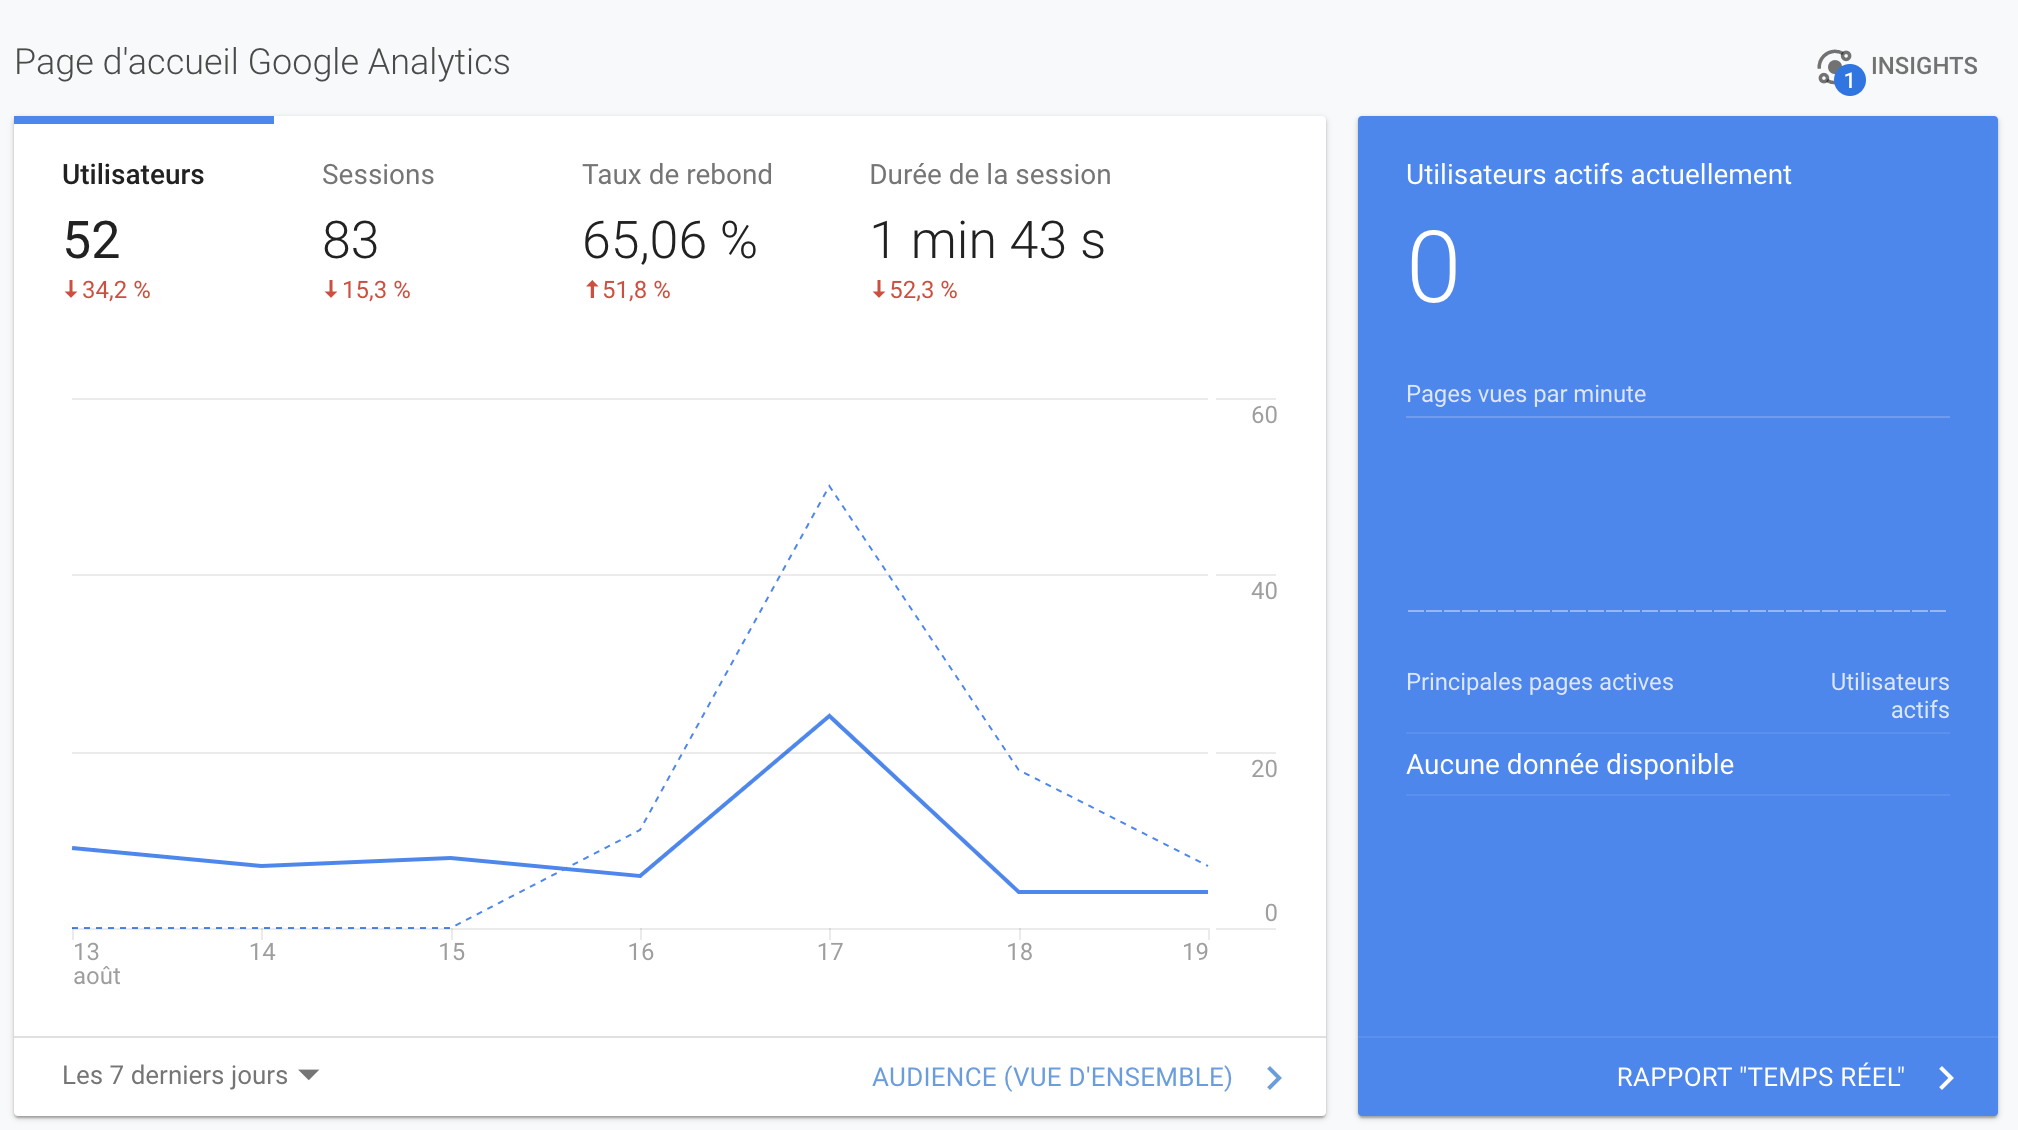 Page d'accueil Google Analytics
1
INSIGHTS
Utilisateurs
52
34,2 %
Sessions
83
15,3 %
Taux de rebond
65,06 %
51,8 %
Durée de la session
1 min 43 s
52,3 %
60
40
20
0
13
août
14
15
16
17
18
19
Les 7 derniers jours
AUDIENCE (VUE D'ENSEMBLE)
Utilisateurs actifs actuellement
0
Pages vues par minute
Principales pages actives
Utilisateurs
actifs
Aucune donnée disponible
RAPPORT "TEMPS RÉEL"